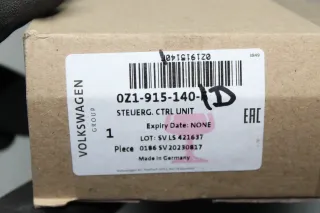 VOLKSWAGEN
GROUP
0Z1-915-140-D
STEUERG. CTRL UNIT
EAC
Expiry Date: NONE
1
LOT: SV LS 421637
Piece 0186 SV 20230817
Made in Germany